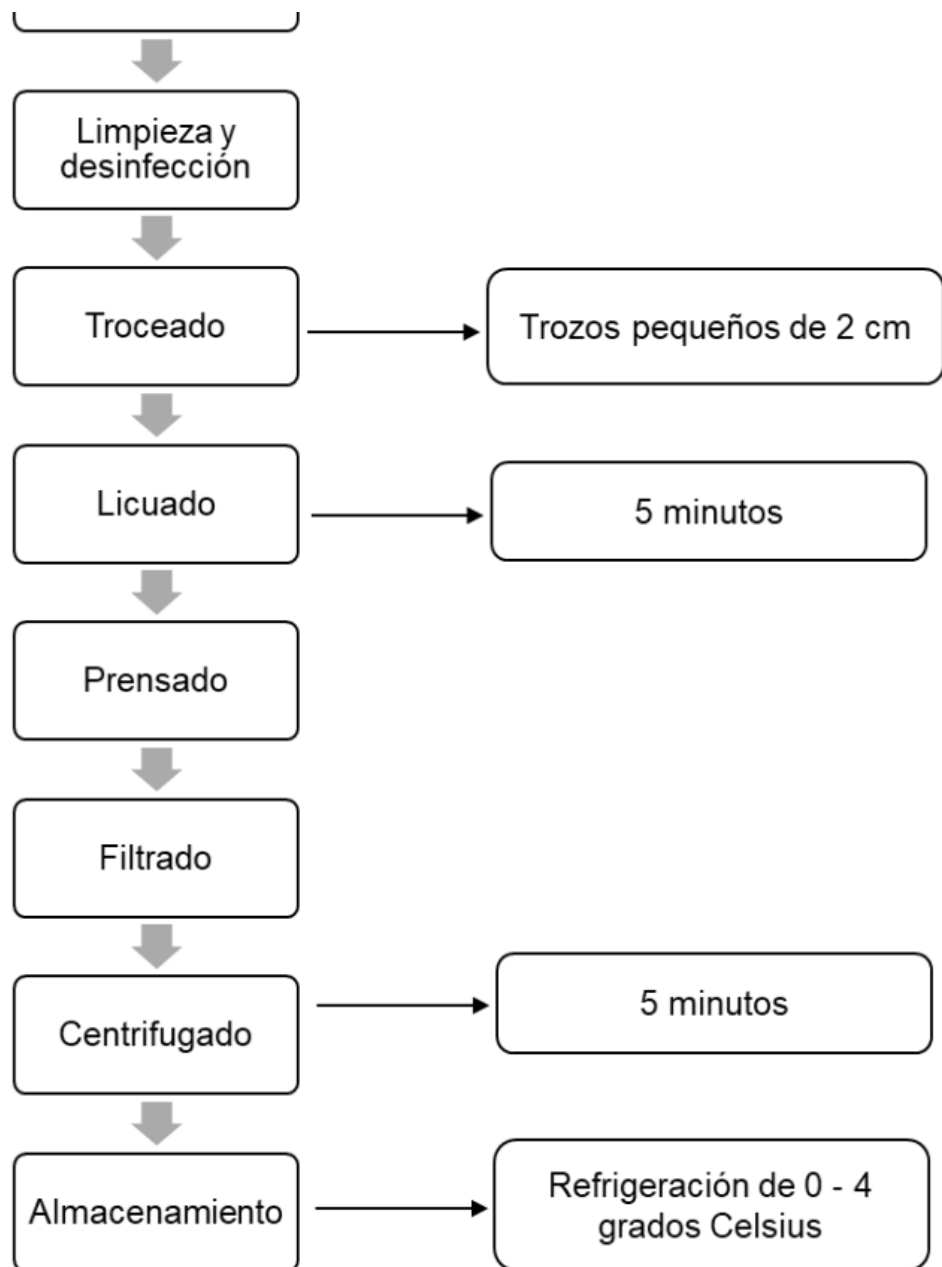 Limpieza y
desinfección
Troceado
Trozos pequeños de 2 cm
Licuado
5 minutos
Prensado
Filtrado
Centrifugado
5 minutos
Almacenamiento
Refrigeración de 0 - 4
grados Celsius